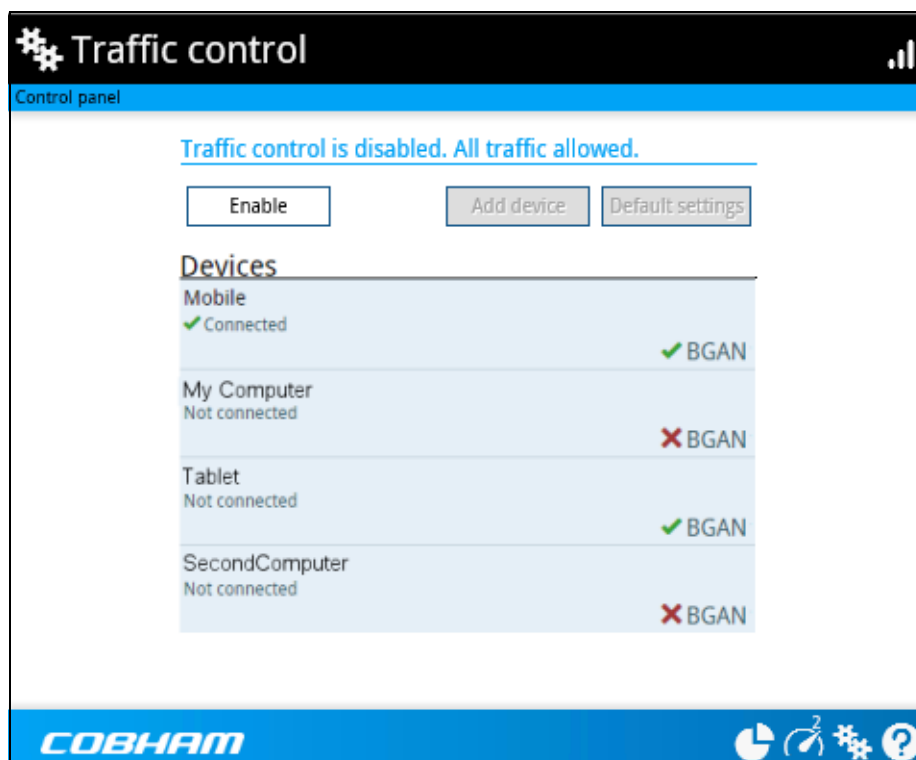 Traffic control
Control panel
Traffic control is disabled. All traffic allowed.
Enable
Add device
Default settings
Devices
Mobile
Connected
BGAN
My Computer
Not connected
BGAN
Tablet
Not connected
BGAN
SecondComputer
Not connected
BGAN
COBHAM
2
?